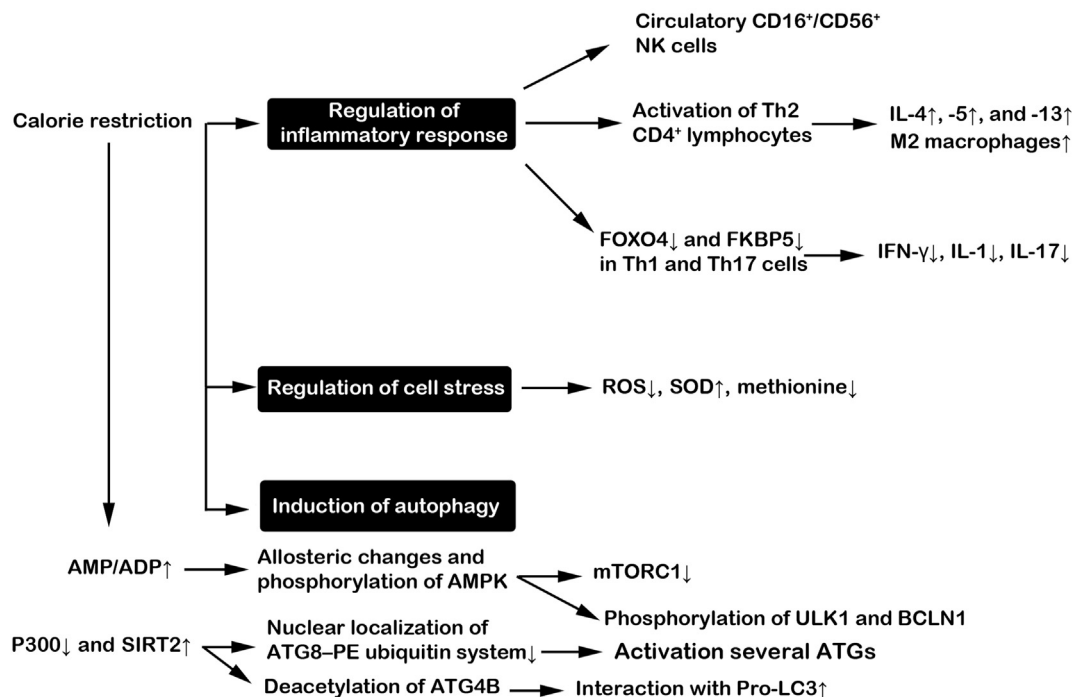 Circulatory CD16⁺/CD56⁺
NK cells
Calorie restriction
Regulation of
inflammatory response
Activation of Th2
CD4⁺ lymphocytes
IL-4↑, -5↑, and -13↑
M2 macrophages↑
FOXO4↓ and FKBP5↓
in Th1 and Th17 cells
IFN-γ↓, IL-1↓, IL-17↓
Regulation of cell stress
ROS↓, SOD↑, methionine↓
Induction of autophagy
AMP/ADP↑
Allosteric changes and
phosphorylation of AMPK
mTORC1↓
Phosphorylation of ULK1 and BCLN1
P300↓ and SIRT2↑
Nuclear localization of
ATG8–PE ubiquitin system↓
Activation several ATGs
Deacetylation of ATG4B
Interaction with Pro-LC3↑